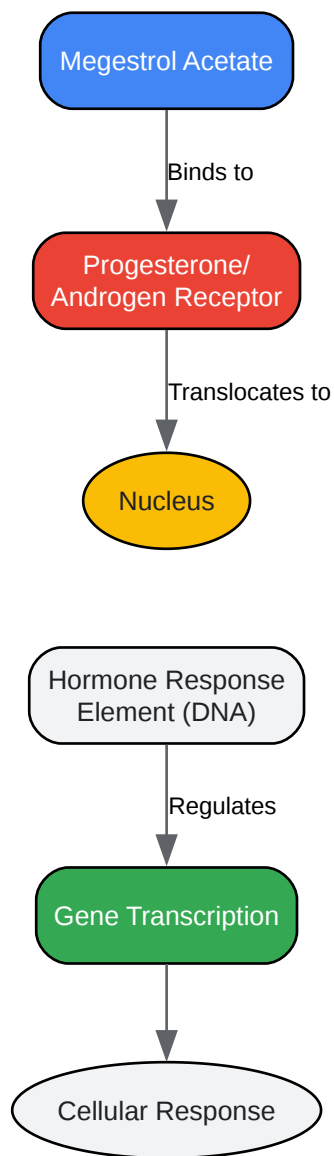 Megestrol Acetate
Binds to
Progesterone/
Androgen Receptor
Translocates to
Nucleus
Hormone Response
Element (DNA)
Regulates
Gene Transcription
Cellular Response